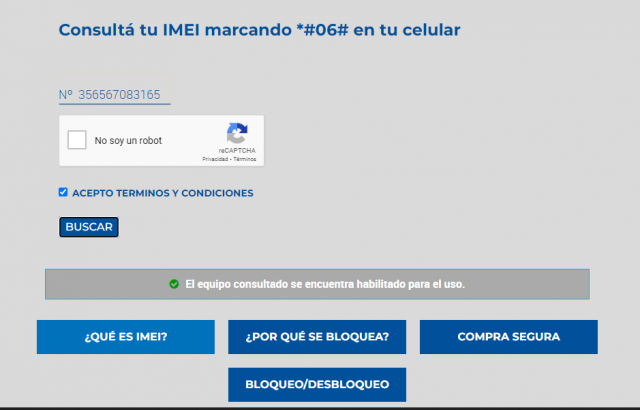 Consultá tu IMEI marcando *#06# en tu celular
Nº 356567083165
No soy un robot
reCAPTCHA
Privacidad - Términos
ACEPTO TERMINOS Y CONDICIONES
BUSCAR
El equipo consultado se encuentra habilitado para el uso.
¿QUÉ ES IMEI? ¿POR QUÉ SE BLOQUEA? COMPRA SEGURA
BLOQUEO/DESBLOQUEO